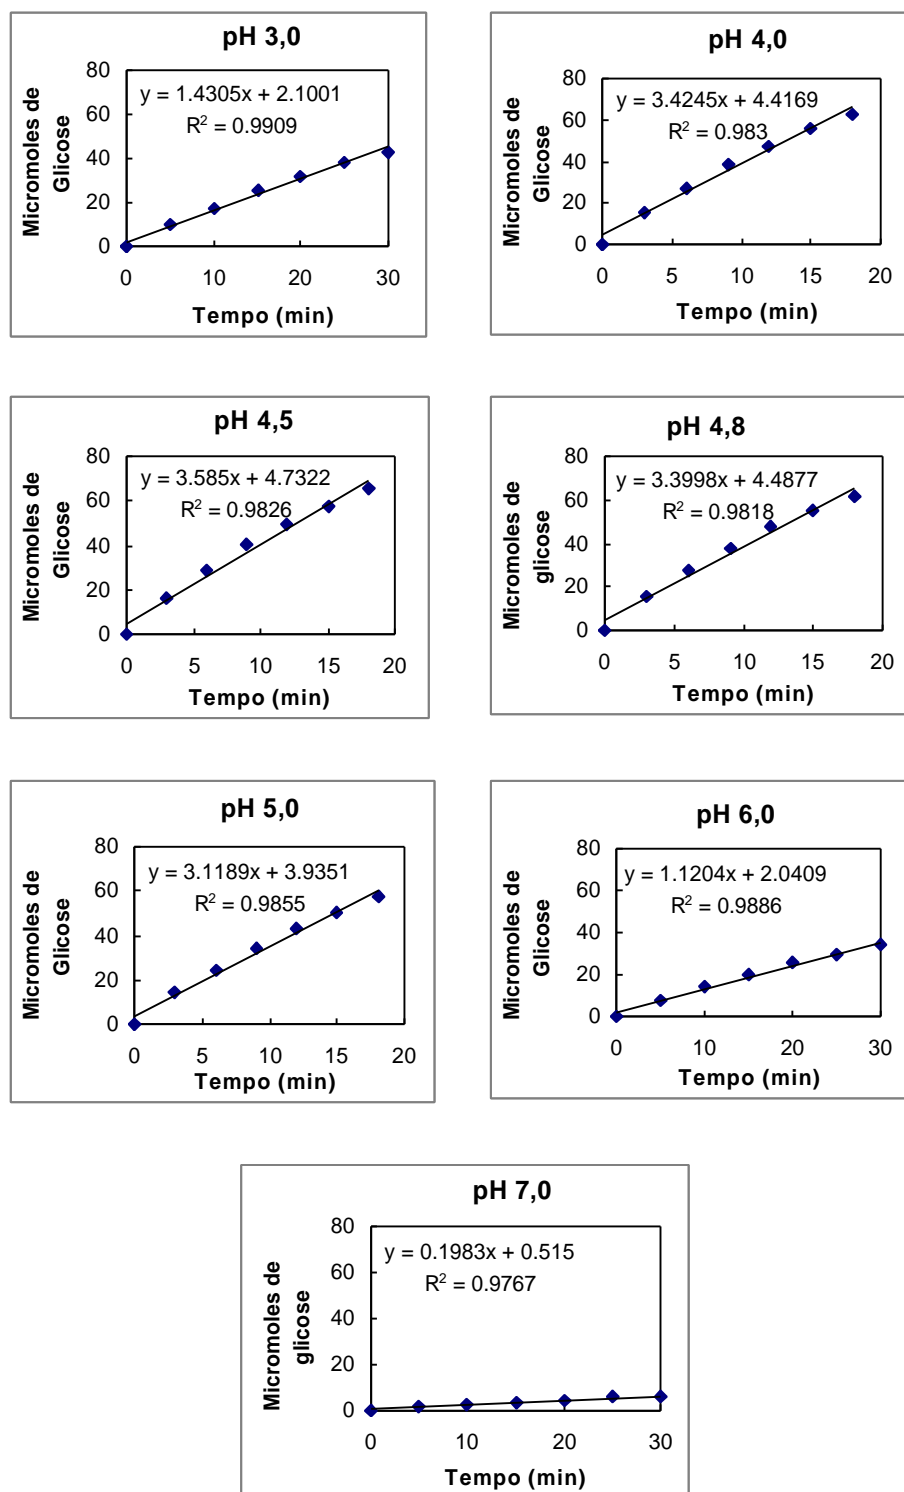 pH 3,0
Micromoles de
Glicose
80
60
40
20
0
y = 1.4305x + 2.1001
R² = 0.9909
0 10 20 30
Tempo (min)
pH 4,0
Micromoles de
Glicose
80
60
40
20
0
y = 3.4245x + 4.4169
R² = 0.983
0 5 10 15 20
Tempo (min)
pH 4,5
Micromoles de
Glicose
80
60
40
20
0
y = 3.585x + 4.7322
R² = 0.9826
0 5 10 15 20
Tempo (min)
pH 4,8
Micromoles de
glicose
80
60
40
20
0
y = 3.3998x + 4.4877
R² = 0.9818
0 5 10 15 20
Tempo (min)
pH 5,0
Micromoles de
Glicose
80
60
40
20
0
y = 3.1189x + 3.9351
R² = 0.9855
0 5 10 15 20
Tempo (min)
pH 6,0
Micromoles de
Glicose
80
60
40
20
0
y = 1.1204x + 2.0409
R² = 0.9886
0 10 20 30
Tempo (min)
pH 7,0
Micromoles de
glicose
80
60
40
20
0
y = 0.1983x + 0.515
R² = 0.9767
0 10 20 30
Tempo (min)